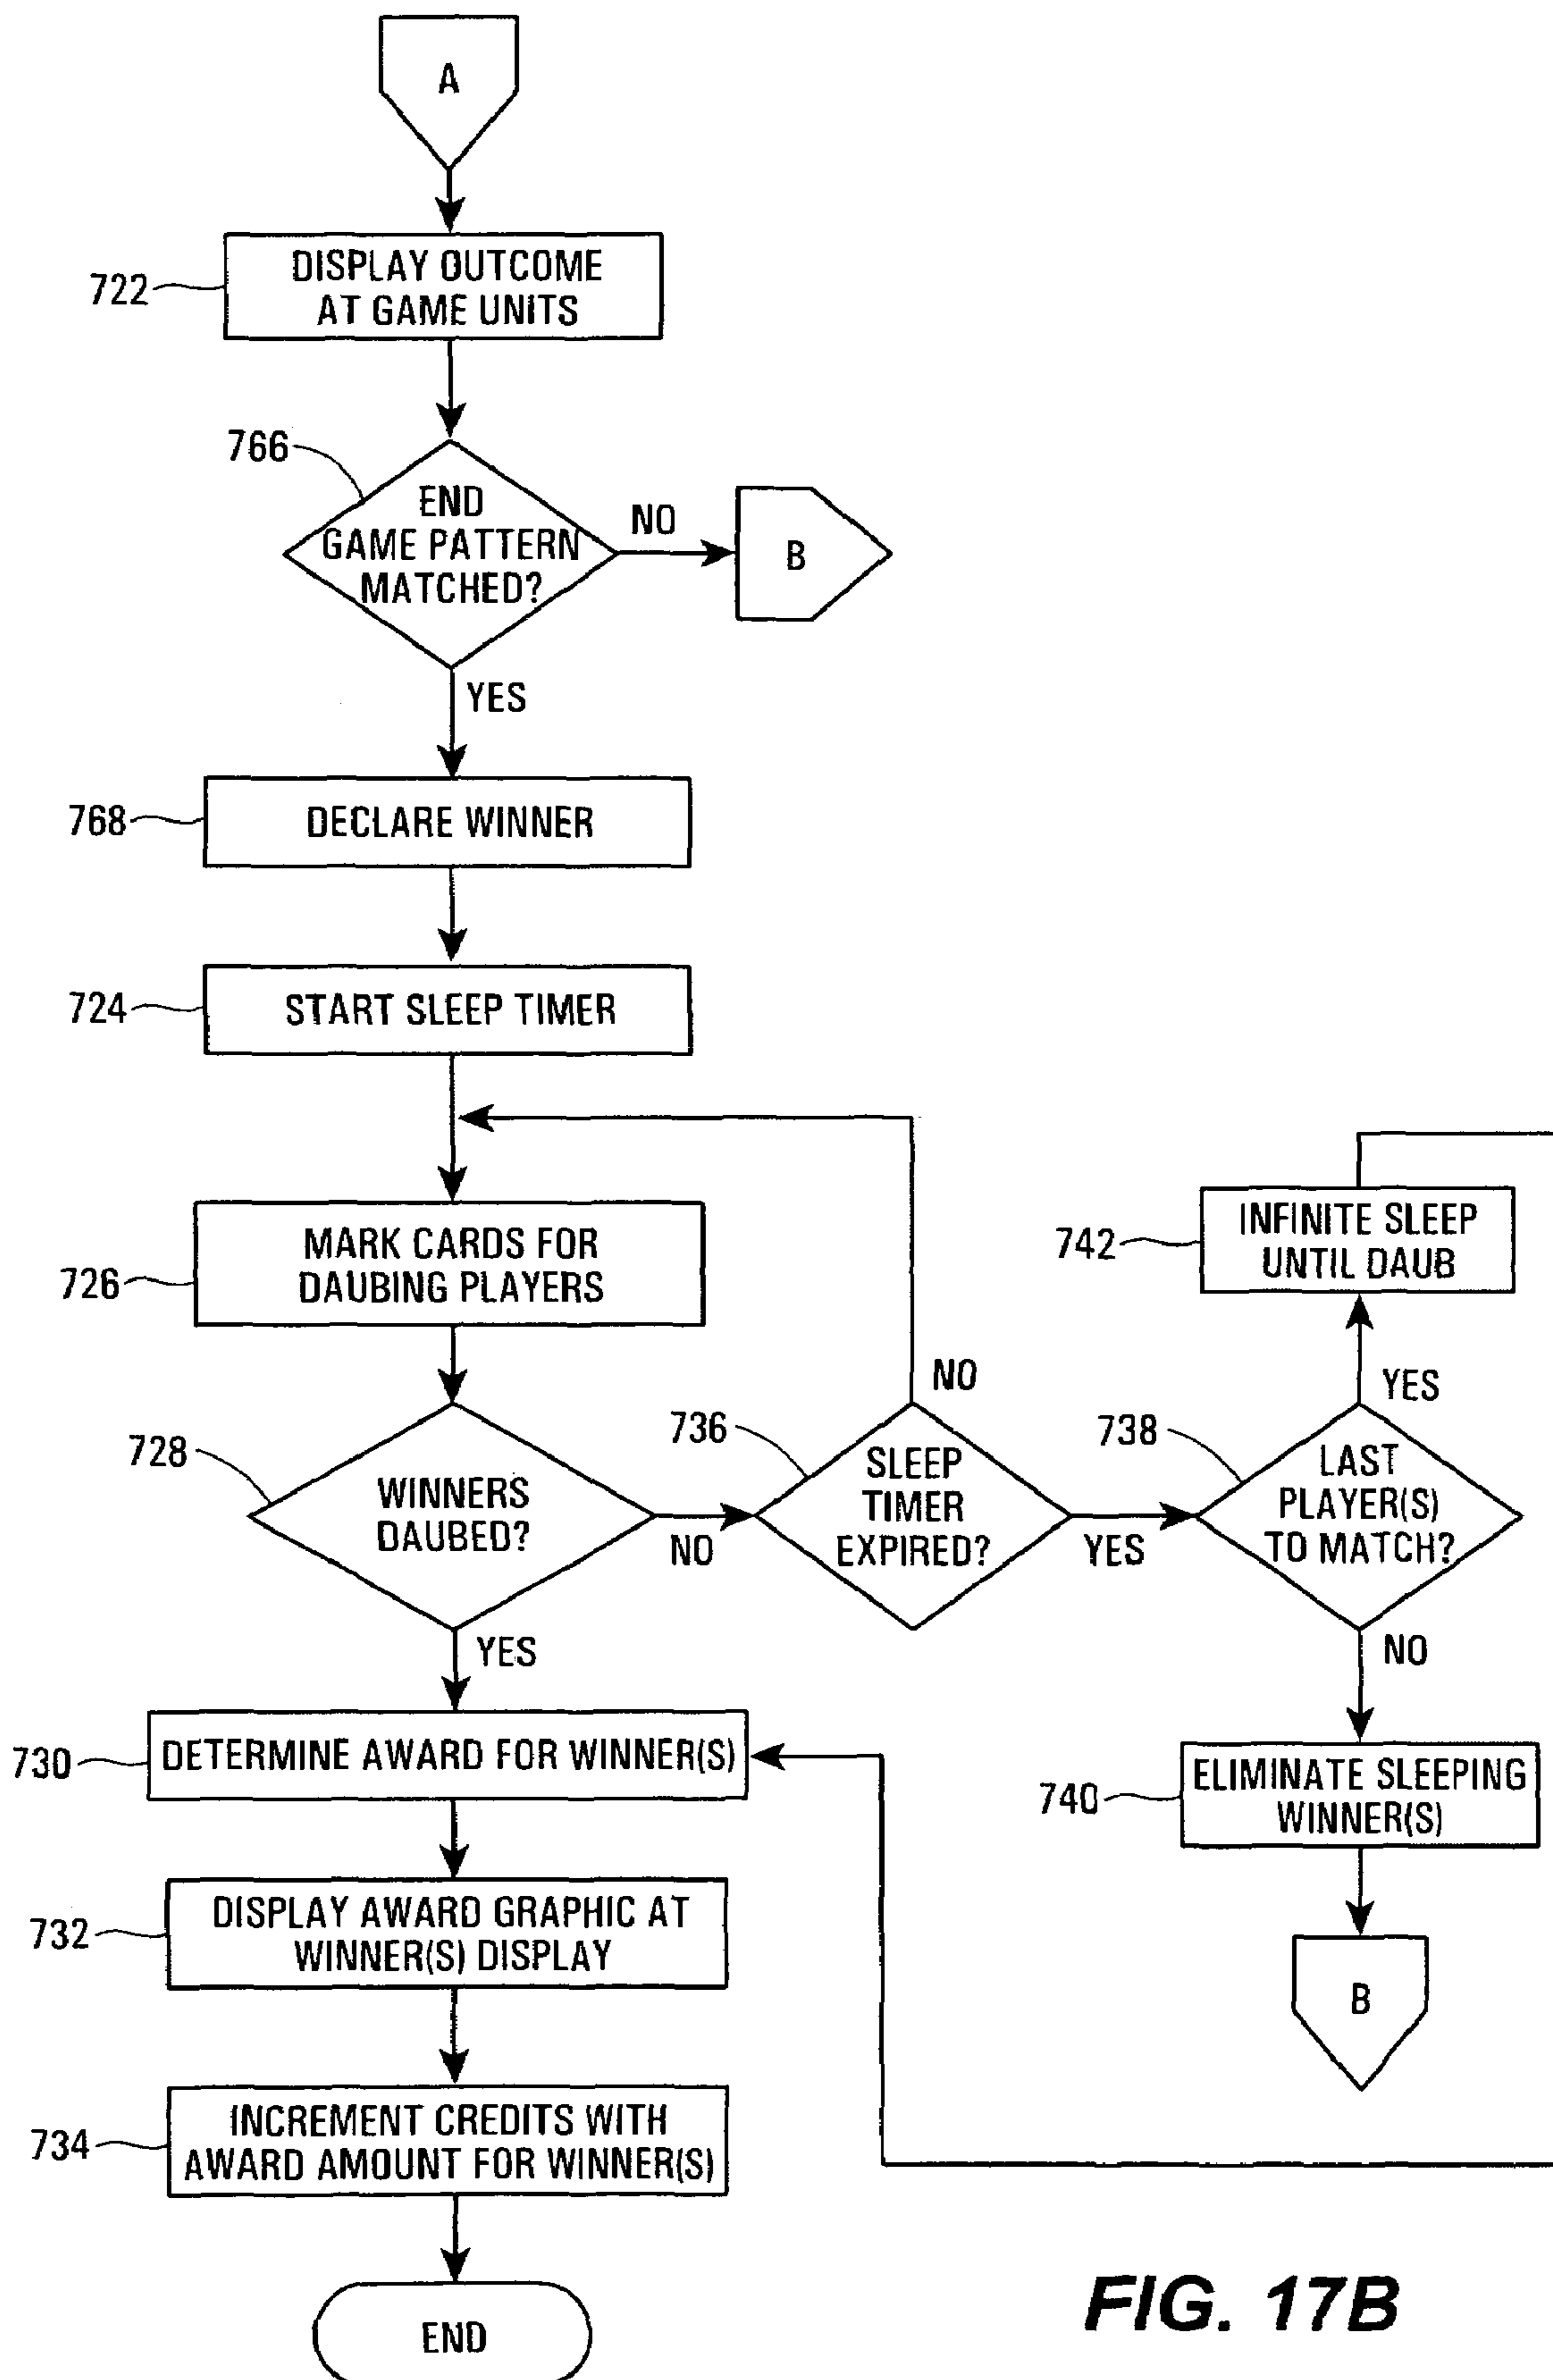 A
722
DISPLAY OUTCOME
AT GAME UNITS
766
END
GAME PATTERN
MATCHED?
NO
B
YES
768
DECLARE WINNER
724
START SLEEP TIMER
726
MARK CARDS FOR
DAUBING PLAYERS
742
INFINITE SLEEP
UNTIL DAUB
728
WINNERS
DAUBED?
NO
736
SLEEP
TIMER
EXPIRED?
NO
YES
738
LAST
PLAYER(S)
TO MATCH?
YES
NO
YES
730
DETERMINE AWARD FOR WINNER(S)
740
ELIMINATE SLEEPING
WINNER(S)
732
DISPLAY AWARD GRAPHIC AT
WINNER(S) DISPLAY
B
734
INCREMENT CREDITS WITH
AWARD AMOUNT FOR WINNER(S)
END
FIG. 17B